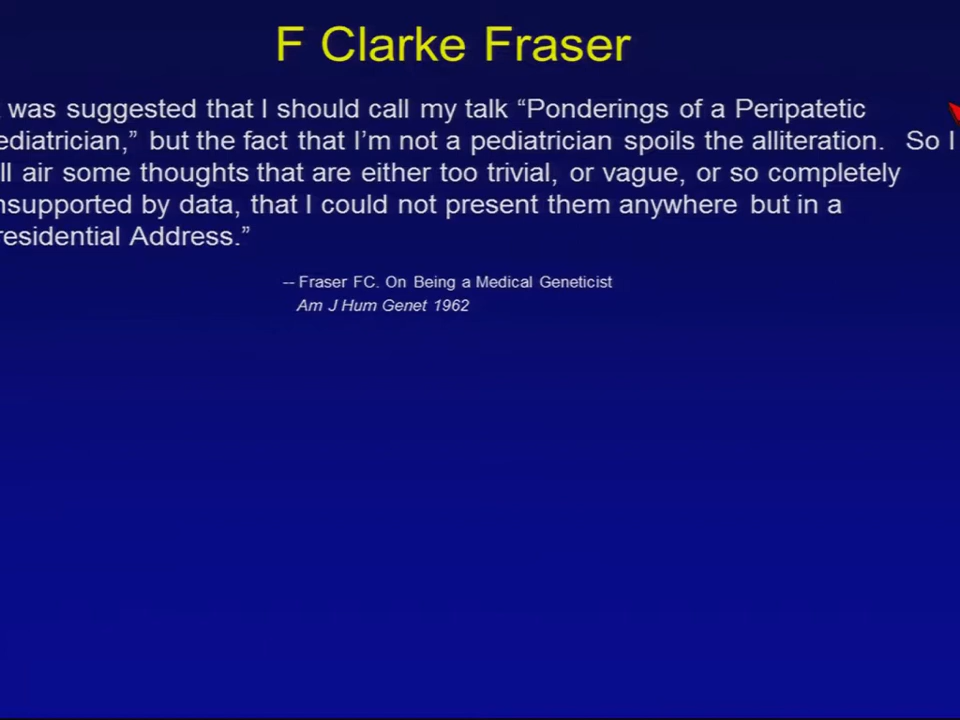 F Clarke Fraser
t was suggested that I should call my talk “Ponderings of a Peripatetic
ediatrician,” but the fact that I’m not a pediatrician spoils the alliteration. So I
ll air some thoughts that are either too trivial, or vague, or so completely
nsupported by data, that I could not present them anywhere but in a
residential Address.”
-- Fraser FC. On Being a Medical Geneticist
Am J Hum Genet 1962